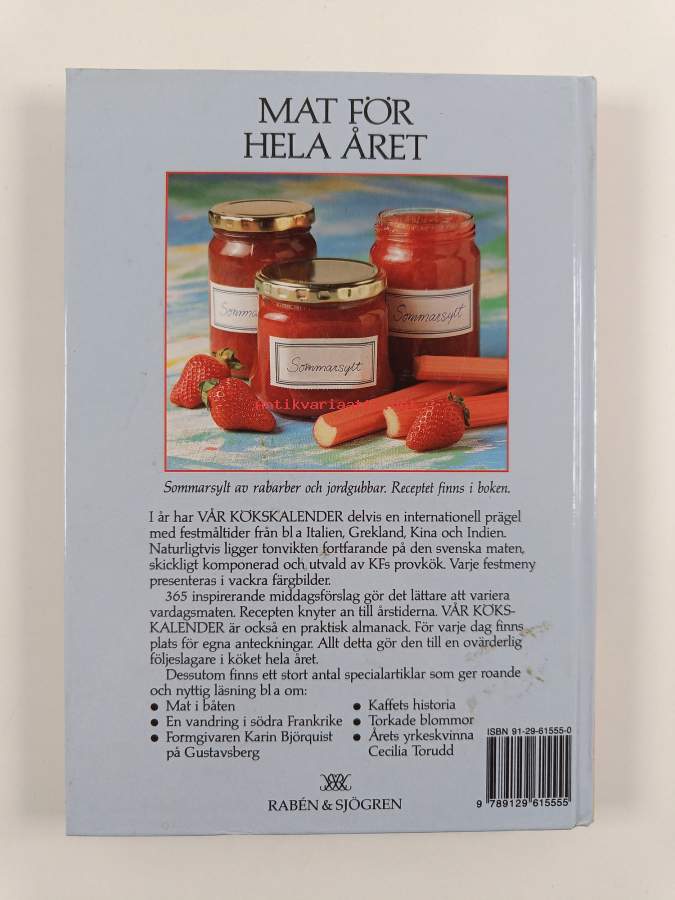 MAT FÖR
HELA ÅRET
Sommarsylt
Sommarsylt
Sommarsylt
Sommarsylt av rabarber och jordgubbar. Receptet finns i boken.
I år har VÅR KÖKSKALENDER delvis en internationell prägel
med festmåltider från bl a Italien, Grekland, Kina och Indien.
Naturligtvis ligger tonvikten fortfarande på den svenska maten,
skickligt komponerad och utvald av KFs provkök. Varje festmeny
presenteras i vackra färgbilder.
365 inspirerande middagsförslag gör det lättare att variera
vardagsmaten. Recepten knyter an till årstiderna. VÅR KÖKS-
KALENDER är också en praktisk almanack. För varje dag finns
plats för egna anteckningar. Allt detta gör den till en ovärderlig
följeslagare i köket hela året.
Dessutom finns ett stort antal specialartiklar som ger roande
och nyttig läsning bl a om:
● Mat i båten
● En vandring i södra Frankrike
● Formgivaren Karin Björquist
på Gustavsberg
● Kaffets historia
● Torkade blommor
● Årets yrkeskvinna
Cecilia Torudd
ISBN 91-29-61555-0
9 789129 615555
RABÉN & SJÖGREN